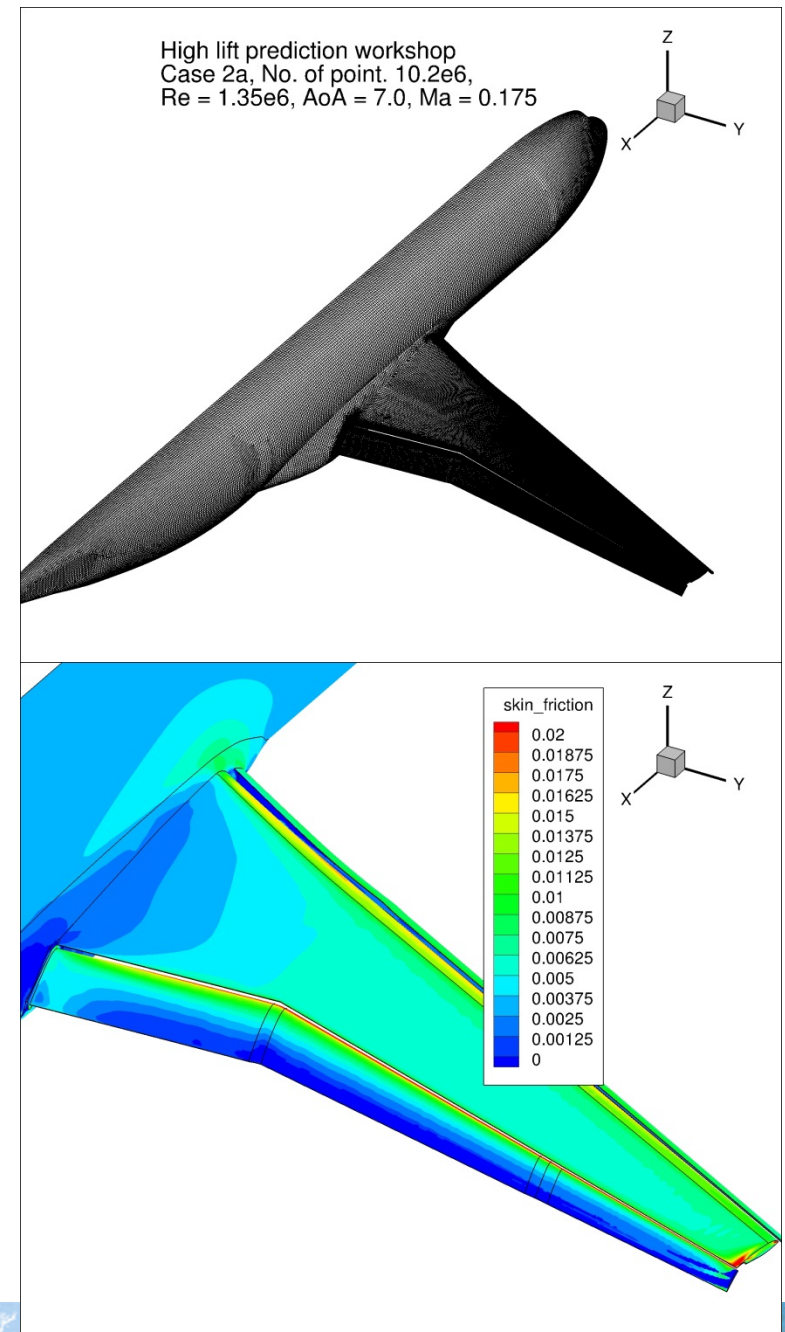 High lift prediction workshop
Case 2a, No. of point. 10.2e6,
Re = 1.35e6, AoA = 7.0, Ma = 0.175
Z
X
Y
skin_friction
0.02
0.01875
0.0175
0.01625
0.015
0.01375
0.0125
0.01125
0.01
0.00875
0.0075
0.00625
0.005
0.00375
0.0025
0.00125
0
Z
X
Y